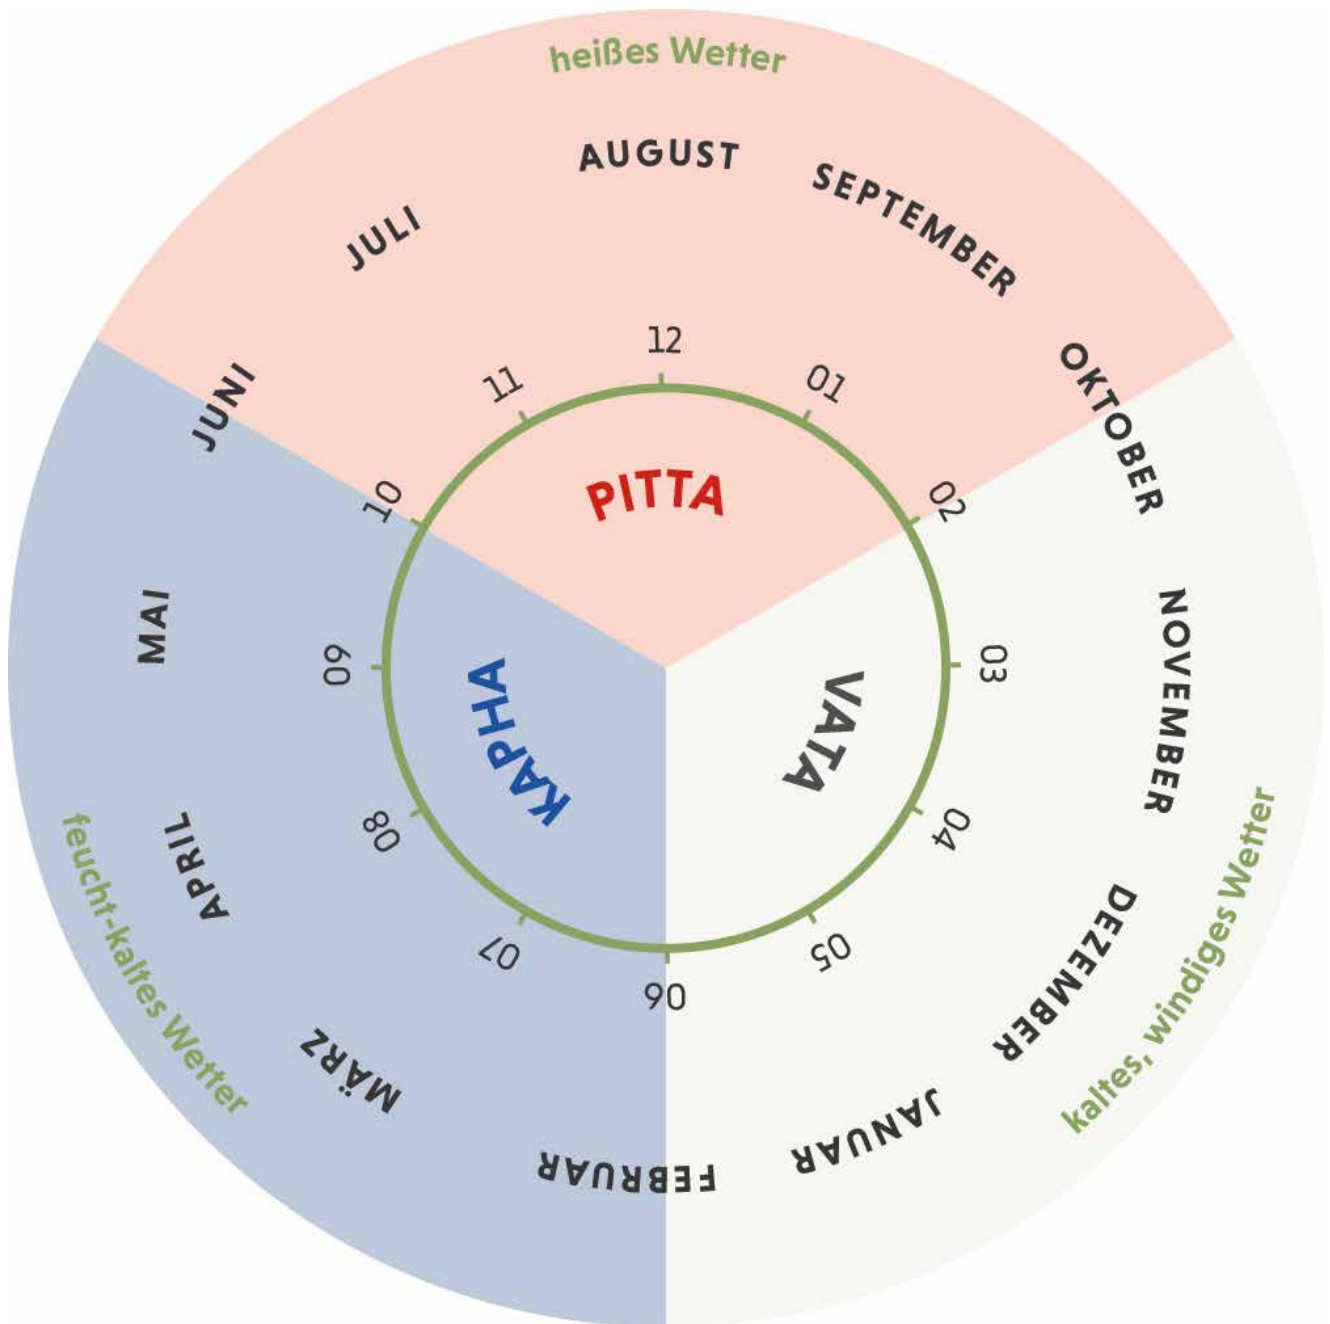 heißes Wetter
AUGUST
SEPTEMBER
JULI
OKTOBER
JUNI
12
01
11
02
10
PITTA
NOVEMBER
MAI
03
09
VATA
KAPHA
kaltes, windiges Wetter
04
08
APRIL
feucht-kaltes Wetter
DEZEMBER
05
07
06
MÄRZ
JANUAR
FEBRUAR